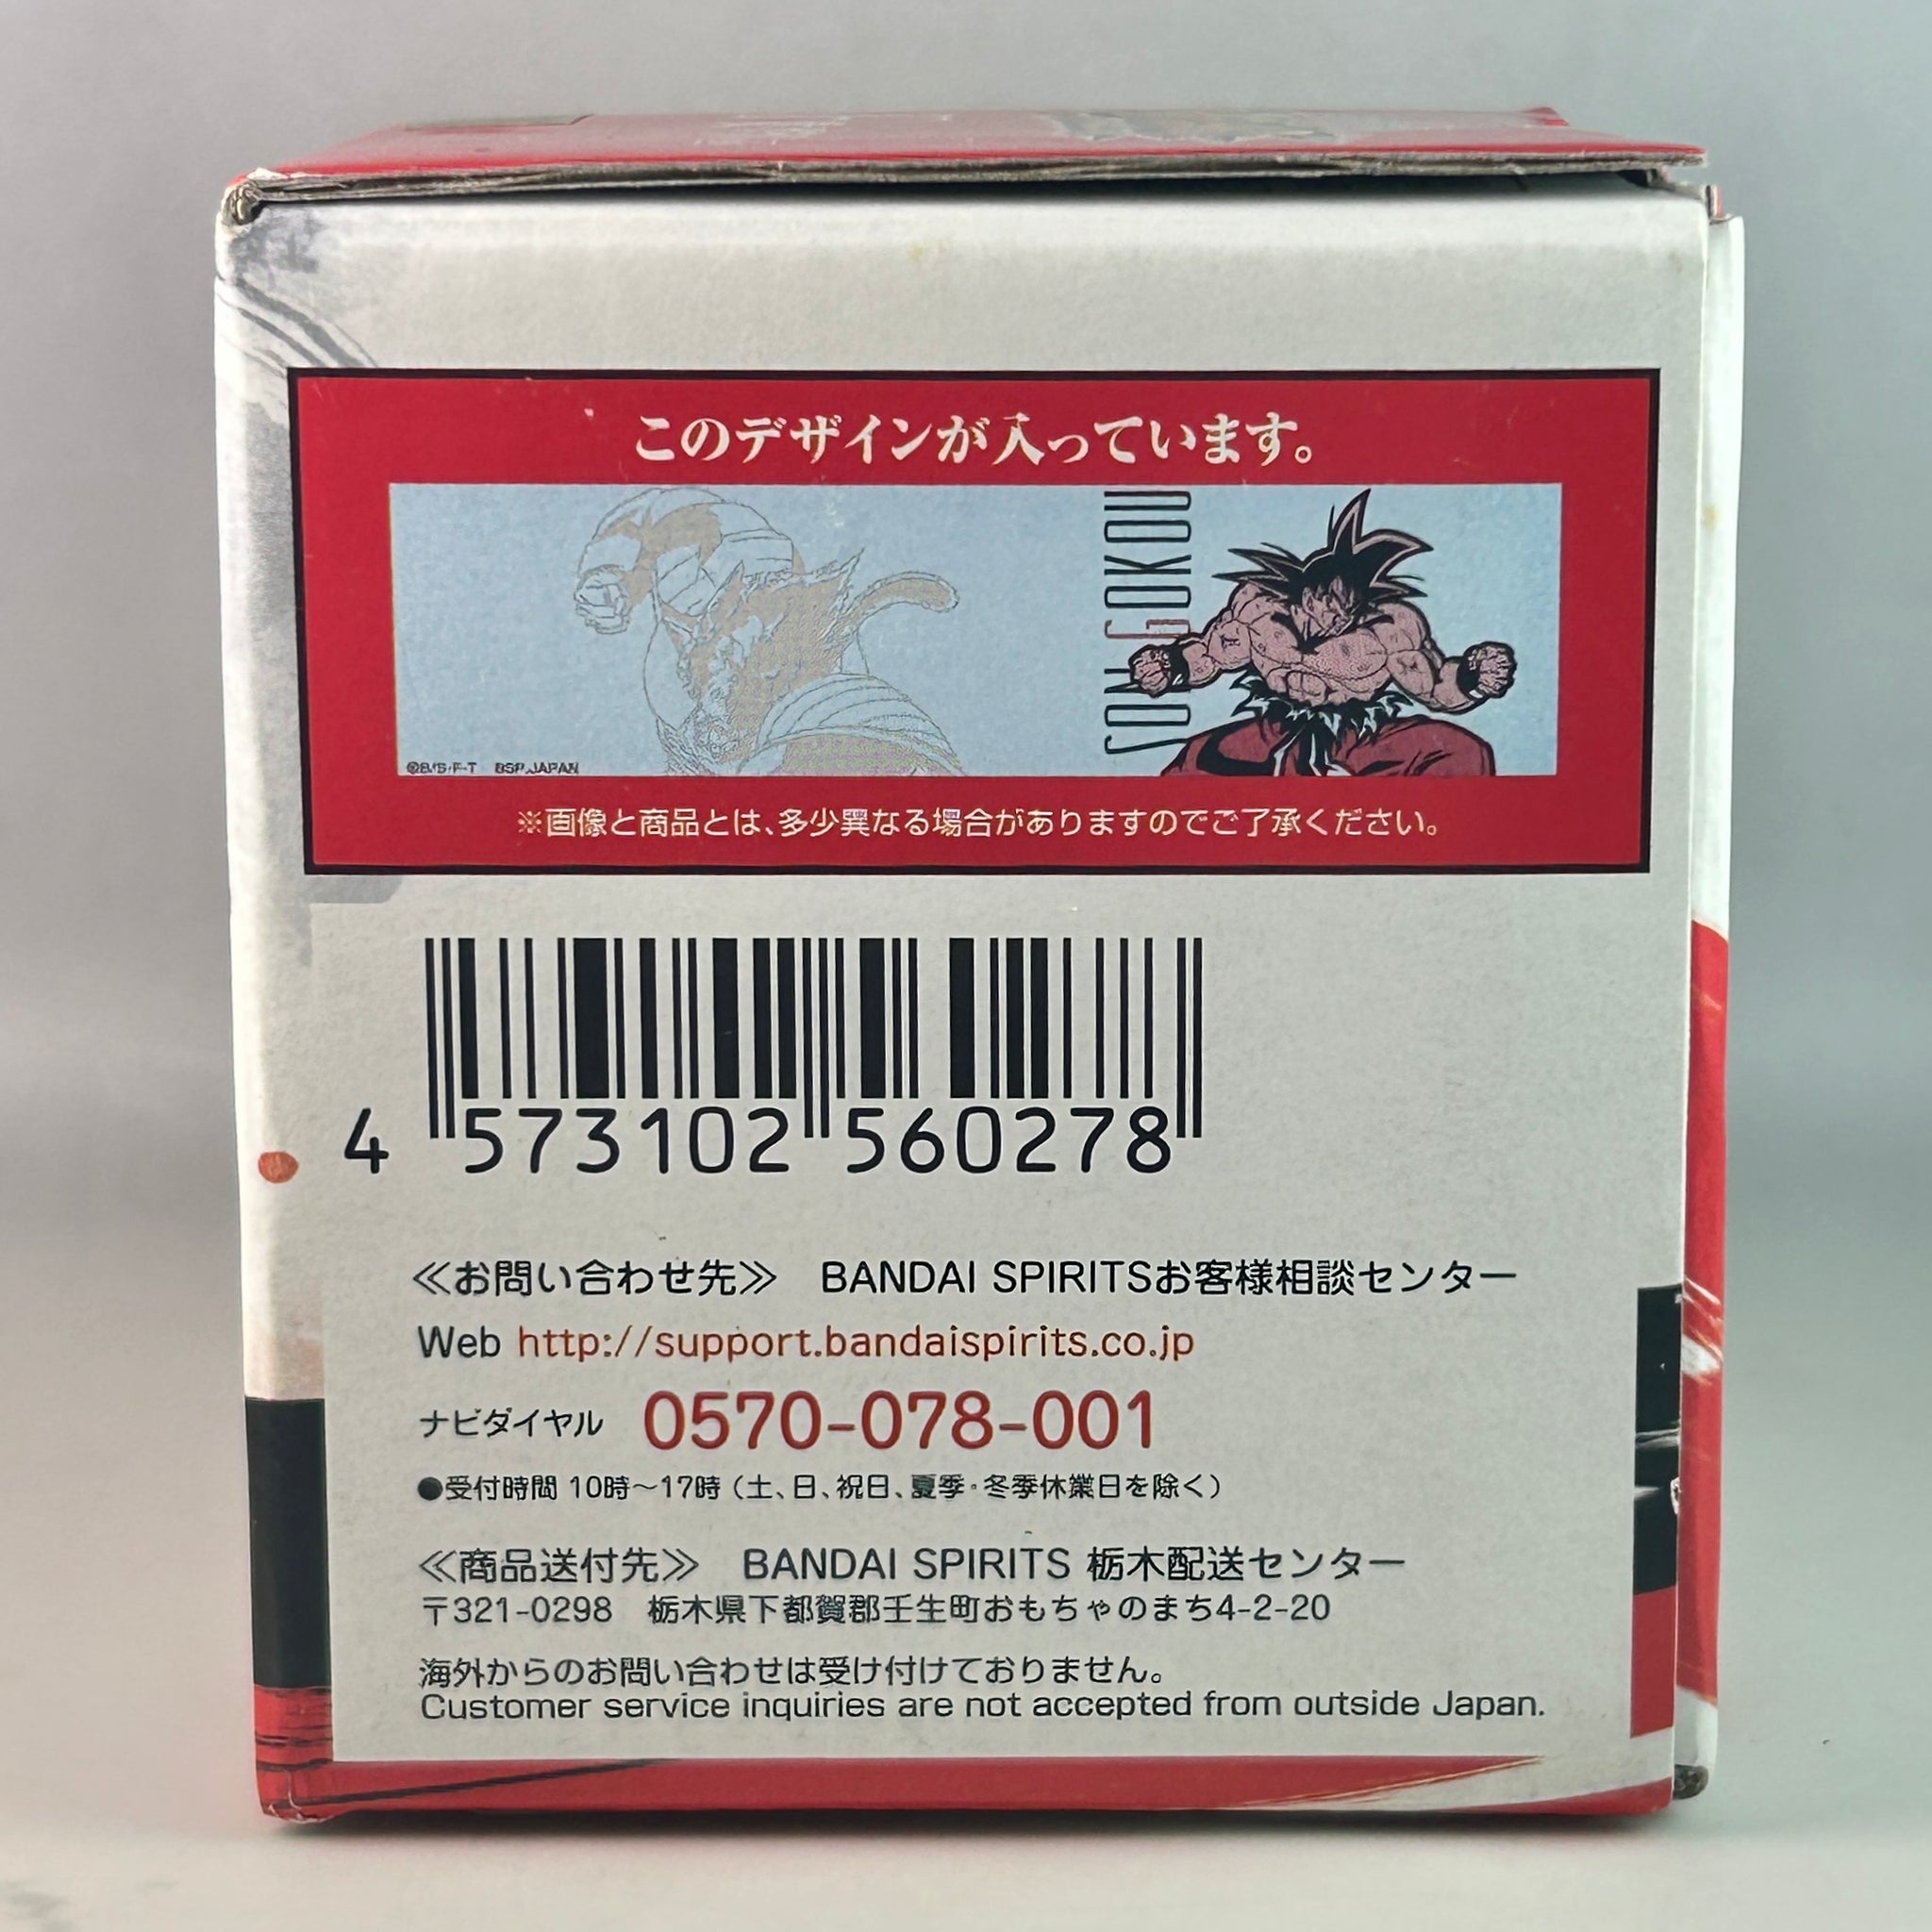 このデザインが入っています。
SON GOKOU
©B/S・F・T BSP,JAPAN
※画像と商品とは、多少異なる場合がありますのでご了承ください。
4 573102 560278
≪お問い合わせ先≫ BANDAI SPIRITSお客様相談センター
Web http://support.bandaispirits.co.jp
ナビダイヤル 0570-078-001
●受付時間 10時～17時（土、日、祝日、夏季・冬季休業日を除く）
≪商品送付先≫ BANDAI SPIRITS 栃木配送センター
〒321-0298 栃木県下都賀郡壬生町おもちゃのまち4-2-20
海外からのお問い合わせは受け付けておりません。
Customer service inquiries are not accepted from outside Japan.